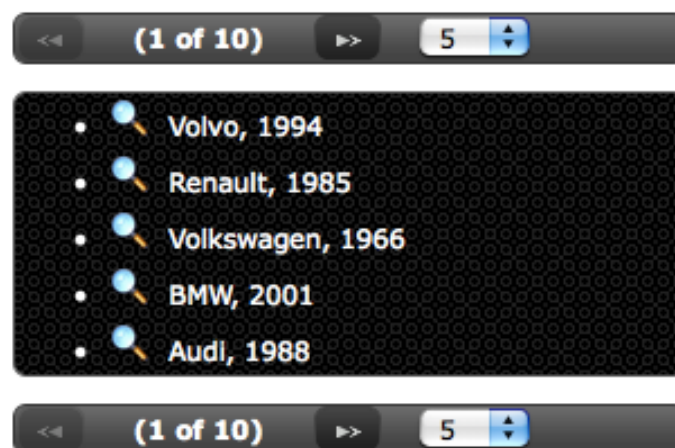 (1 of 10) 5
Volvo, 1994
Renault, 1985
Volkswagen, 1966
BMW, 2001
Audi, 1988
(1 of 10) 5